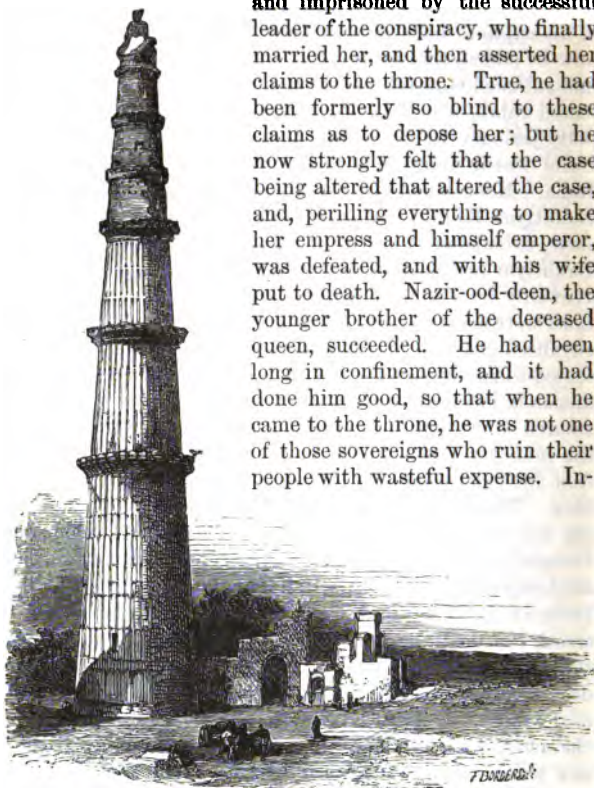 and imprisoned by the successful
leader of the conspiracy, who finally
married her, and then asserted her
claims to the throne. True, he had
been formerly so blind to these
claims as to depose her; but he
now strongly felt that the case
being altered that altered the case,
and, perilling everything to make
her empress and himself emperor,
was defeated, and with his wife
put to death. Nazir-ood-deen, the
younger brother of the deceased
queen, succeeded. He had been
long in confinement, and it had
done him good, so that when he
came to the throne, he was not one
of those sovereigns who ruin their
people with wasteful expense. In-